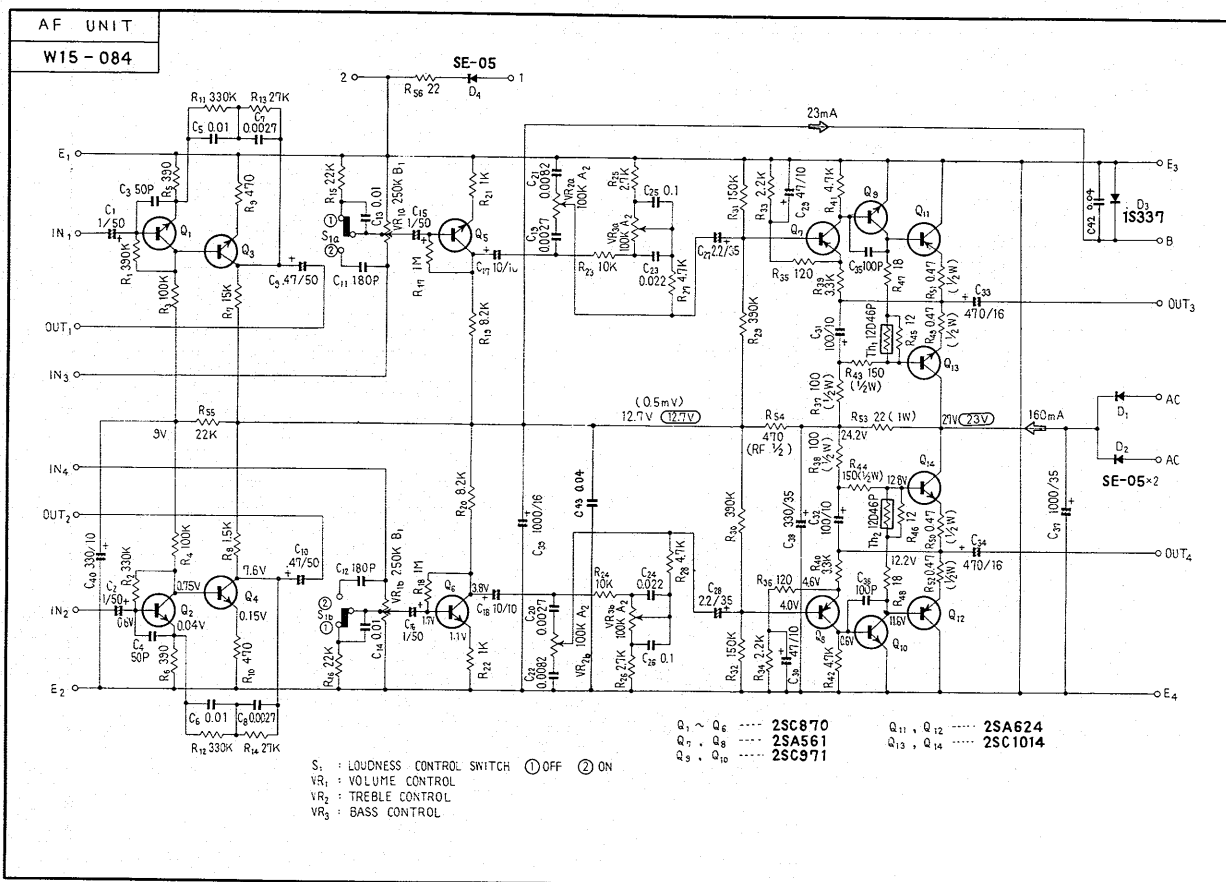 AF UNIT
W15-084
SE-05
2
R56 22
D4
1
R11 330K
R13 27K
C5 0.01
C7 0.0027
23mA
E1
C3 50P
R5 390
R9 470
R15 22K
C13 0.01
VR1a 250K B1
R21 1K
C21 0.0082
VR2a 100K A2
R25 2.7K
C25 0.1
R31 150K
R33 2.2K
C29 47/10
R41 4.7K
Q9
E3
C1 1/50
IN1
Q1
Q3
①
S1a
②
C15 1/50
Q5
C19 0.0027
VR3a 100K A2
C27 2.2/35
Q7
Q11
C42 0.04
D3
1S337
B
R1 390K
R3 100K
R7 15K
C9 .47/50
C11 180P
R17 1M
C17 10/10
R23 10K
C23 0.022
R27 4.7K
R35 120
R39 3.3K
C35 100P
R47 18
R51 0.47 (½W)
C33 470/16
OUT3
OUT1
R19 8.2K
R29 390K
C31 100/10
Th1 12D46P
R45 12
R49 0.47 (½W)
Q13
IN3
R43 150 (½W)
R37 100 (½W)
R55 22K
9V
(0.5mV)
12.7V 12.7V
R54 470 (RF ½)
R53 22 (1W)
24.2V
27V 23V
160mA
D1
AC
D2
AC
SE-05×2
IN4
R38 100 (½W)
R44 150(½W)
12.8V
Q14
OUT2
C40 330/10
R4 100K
R8 1.5K
C10 .47/50
VR1b 250K B1
R20 8.2K
C39 1000/16
C43 0.04
R30 390K
C38 330/35
C32 100/10
Th2 12D46P
R46 12
R50 0.47 (½W)
C37 1000/35
R2 330K
7.6V
C12 180P
R18 1M
R28 4.7K
R40 3.3K
12.2V
C34 470/16
OUT4
C2 1/50
IN2
0.6V
0.75V
Q2
0.04V
Q4
0.15V
②
S1b
①
C14 0.01
C16 1/50
1.7V
Q6
3.8V
1.1V
C18 10/10
R24 10K
C24 0.022
C20 0.0027
VR2b 100K A2
VR3b 100K A2
C28 2.2/35
R36 120
4.6V
4.0V
C36 100P
R48 18
R52 0.47 (½W)
11.6V
Q12
C4 50P
R6 390
R10 470
R16 22K
R22 1K
C22 0.0082
R26 2.7K
C26 0.1
R32 150K
R34 2.2K
C30 47/10
Q8
0.6V
Q10
R42 4.7K
E2
E4
C6 0.01
C8 0.0027
R12 330K
R14 27K
Q1 ~ Q6 ---- 2SC870
Q7 , Q8 ---- 2SA561
Q9 , Q10 ---- 2SC971
Q11 , Q12 ---- 2SA624
Q13 , Q14 ---- 2SC1014
S1 : LOUDNESS CONTROL SWITCH ① OFF ② ON
VR1 : VOLUME CONTROL
VR2 : TREBLE CONTROL
VR3 : BASS CONTROL